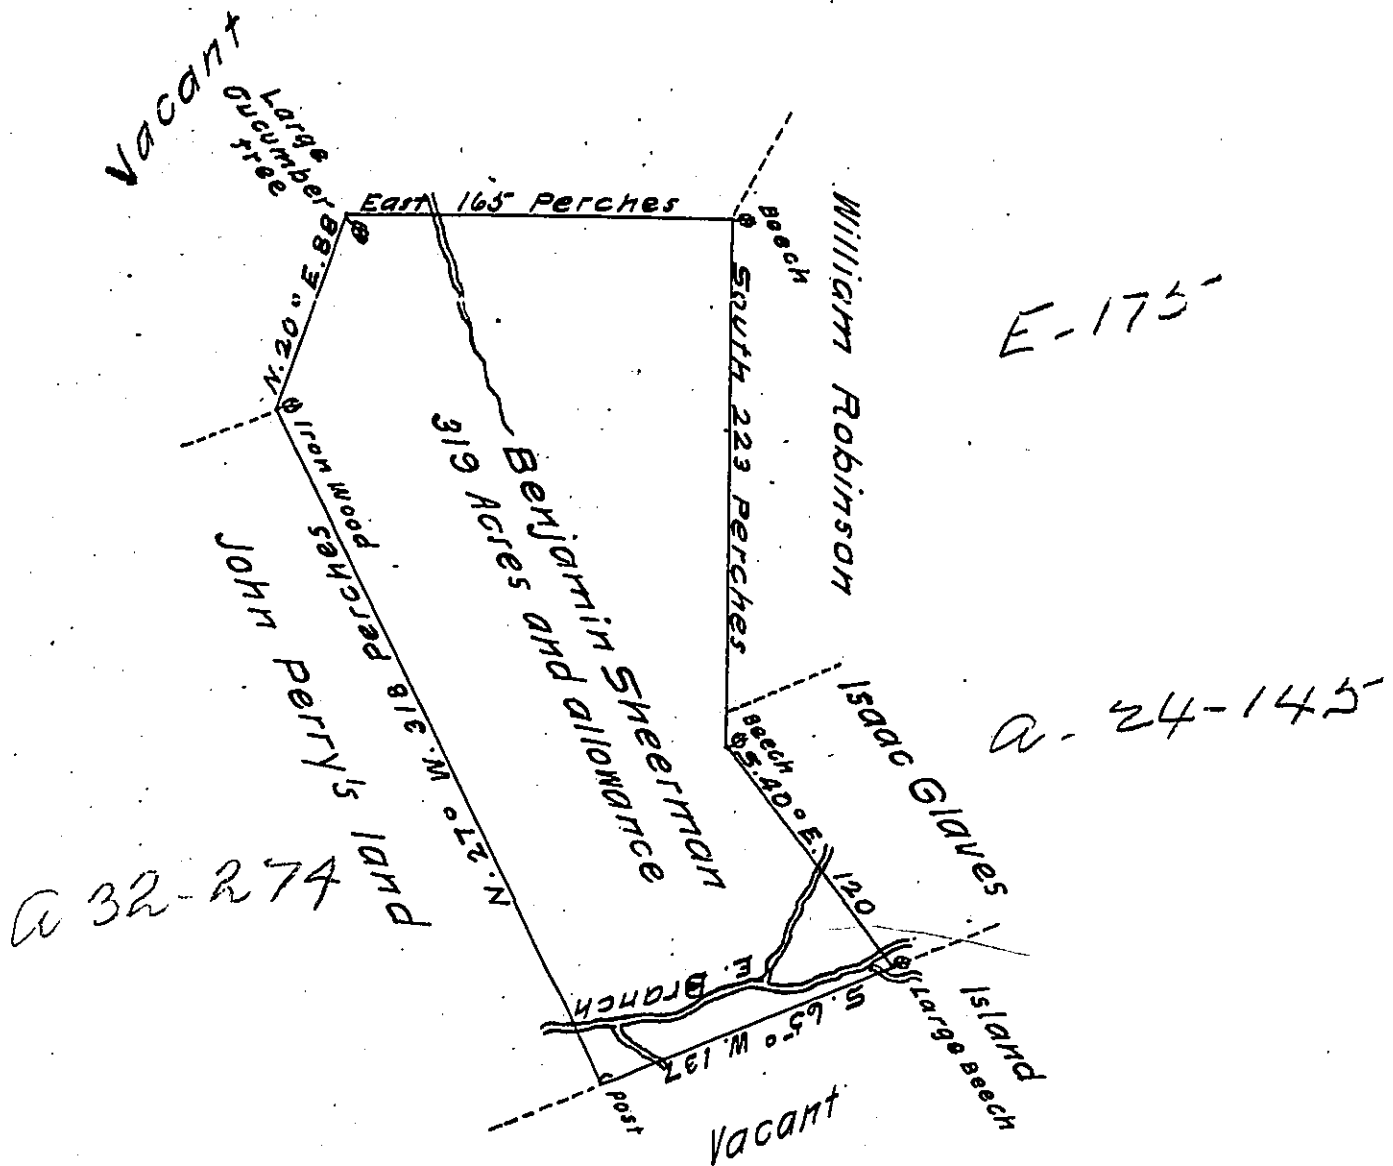 Vacant
Large
Cucumber
tree
East 165 Perches
Beech
N. 20° E. 88
William Robinson
E-175
South 223 Perches
Iron Wood
Benjamin Sheerman
319 Acres and allowance
John Perry's land
N. 27° W. 318 Perches
Beech
S. 40° E. 120
Isaac Glaves
a. 24-145
a 32-274
E. Branch
S. 65° W. 137
Island
Large Beech
Post
Vacant